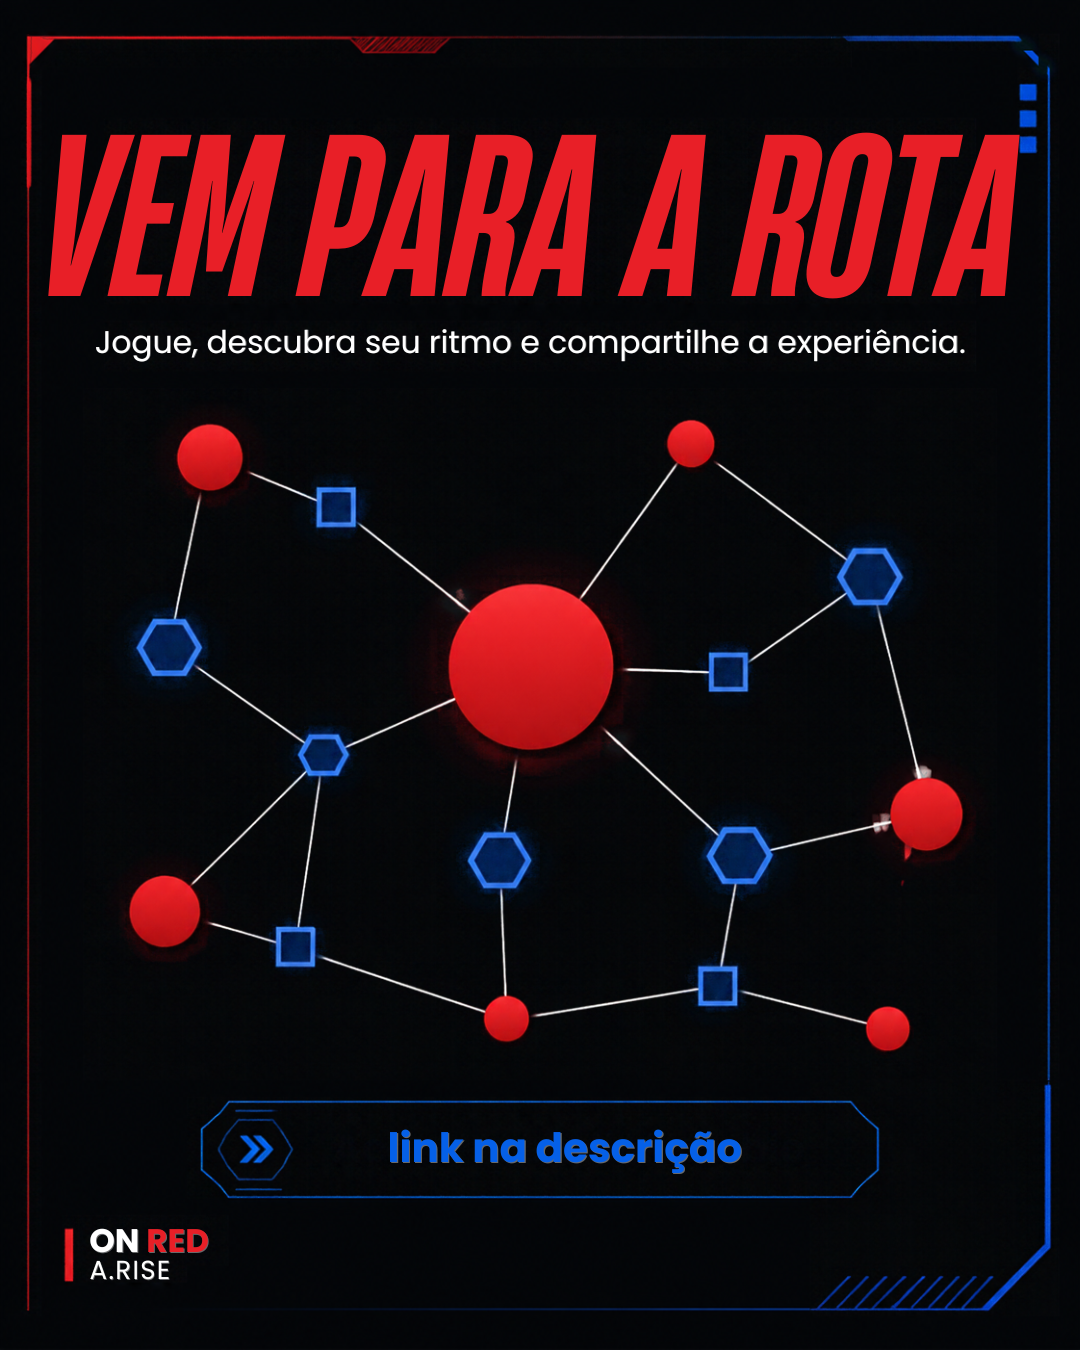 VEM PARA A ROTA
Jogue, descubra seu ritmo e compartilhe a experiência.
link na descrição
ON RED
A.RISE